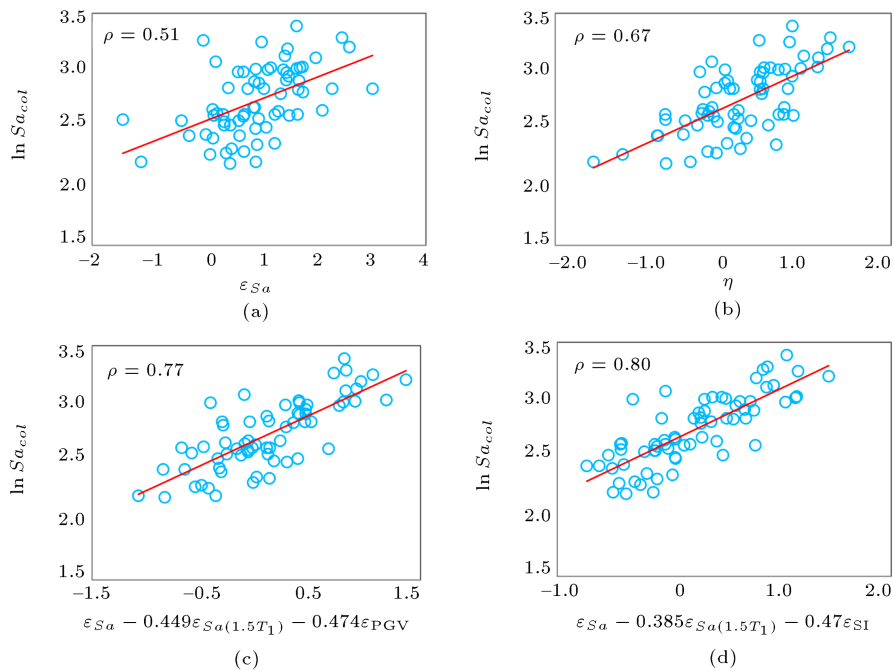 3.5
3.0
2.5
2.0
1.5
ln Sa_col
ρ = 0.51
−2 −1 0 1 2 3 4
ε_Sa
(a)
3.5
3.0
2.5
2.0
1.5
ln Sa_col
ρ = 0.67
−2.0 −1.0 0 1.0 2.0
η
(b)
3.5
3.0
2.5
2.0
1.5
ln Sa_col
ρ = 0.77
−1.5 −0.5 0.5 1.5
ε_Sa − 0.449ε_Sa(1.5T_1) − 0.474ε_PGV
(c)
3.5
3.0
2.5
2.0
1.5
ln Sa_col
ρ = 0.80
−1.0 0 1.0 2.0
ε_Sa − 0.385ε_Sa(1.5T_1) − 0.47ε_SI
(d)